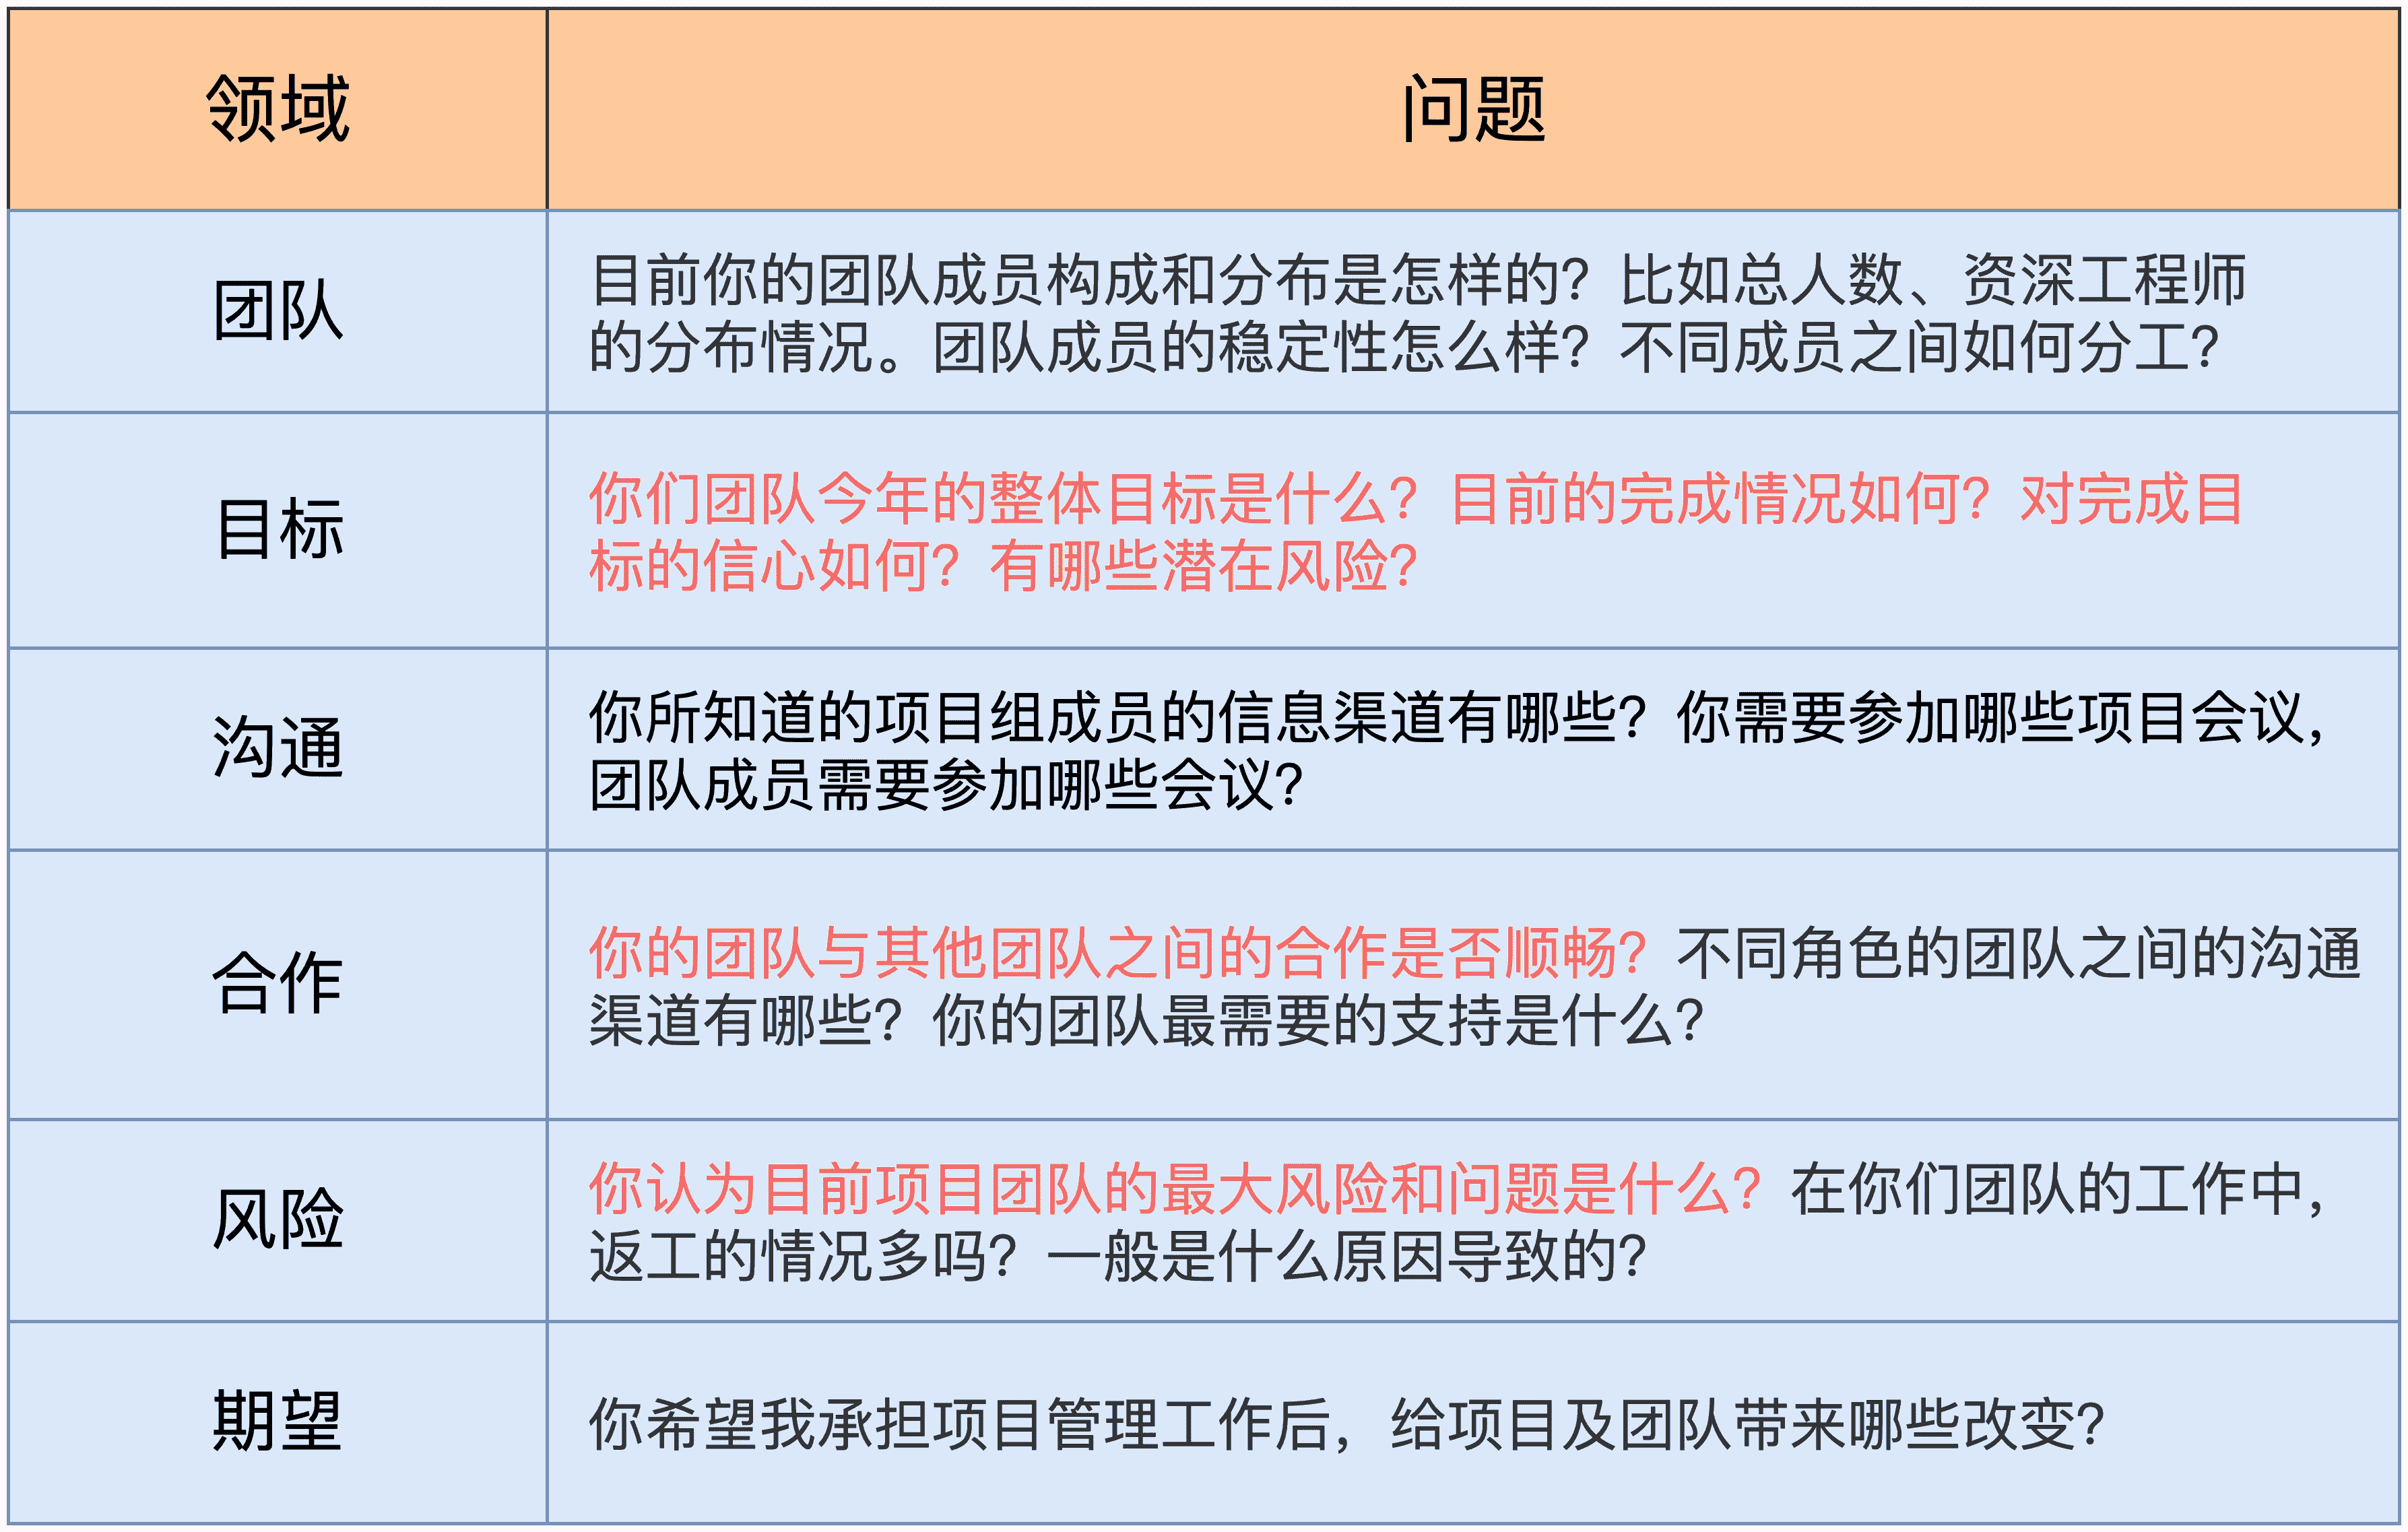 领域
问题
团队
目前你的团队成员构成和分布是怎样的？比如总人数、资深工程师
的分布情况。团队成员的稳定性怎么样？不同成员之间如何分工？
目标
你们团队今年的整体目标是什么？目前的完成情况如何？对完成目
标的信心如何？有哪些潜在风险？
沟通
你所知道的项目组成员的信息渠道有哪些？你需要参加哪些项目会议，
团队成员需要参加哪些会议？
合作
你的团队与其他团队之间的合作是否顺畅？不同角色的团队之间的沟通
渠道有哪些？你的团队最需要的支持是什么？
风险
你认为目前项目团队的最大风险和问题是什么？在你们团队的工作中，
返工的情况多吗？一般是什么原因导致的？
期望
你希望我承担项目管理工作后，给项目及团队带来哪些改变？